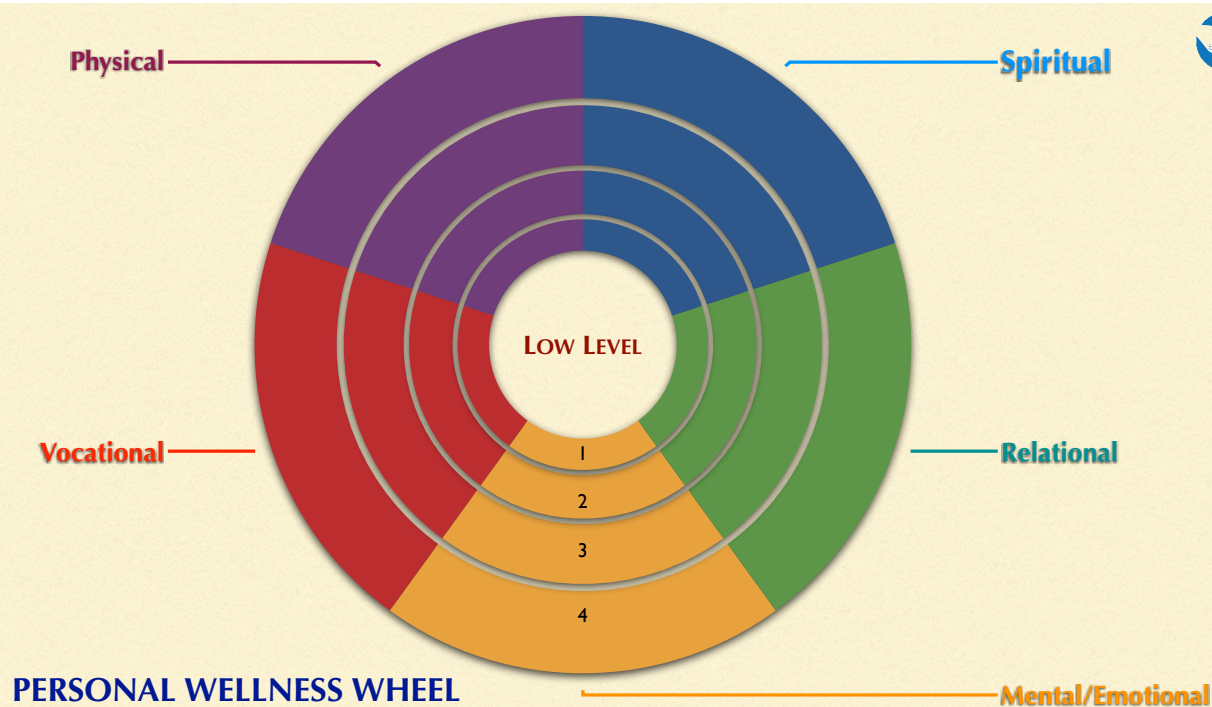 Physical
Spiritual
LOW LEVEL
1
Vocational
Relational
2
3
4
PERSONAL WELLNESS WHEEL
Mental/Emotional